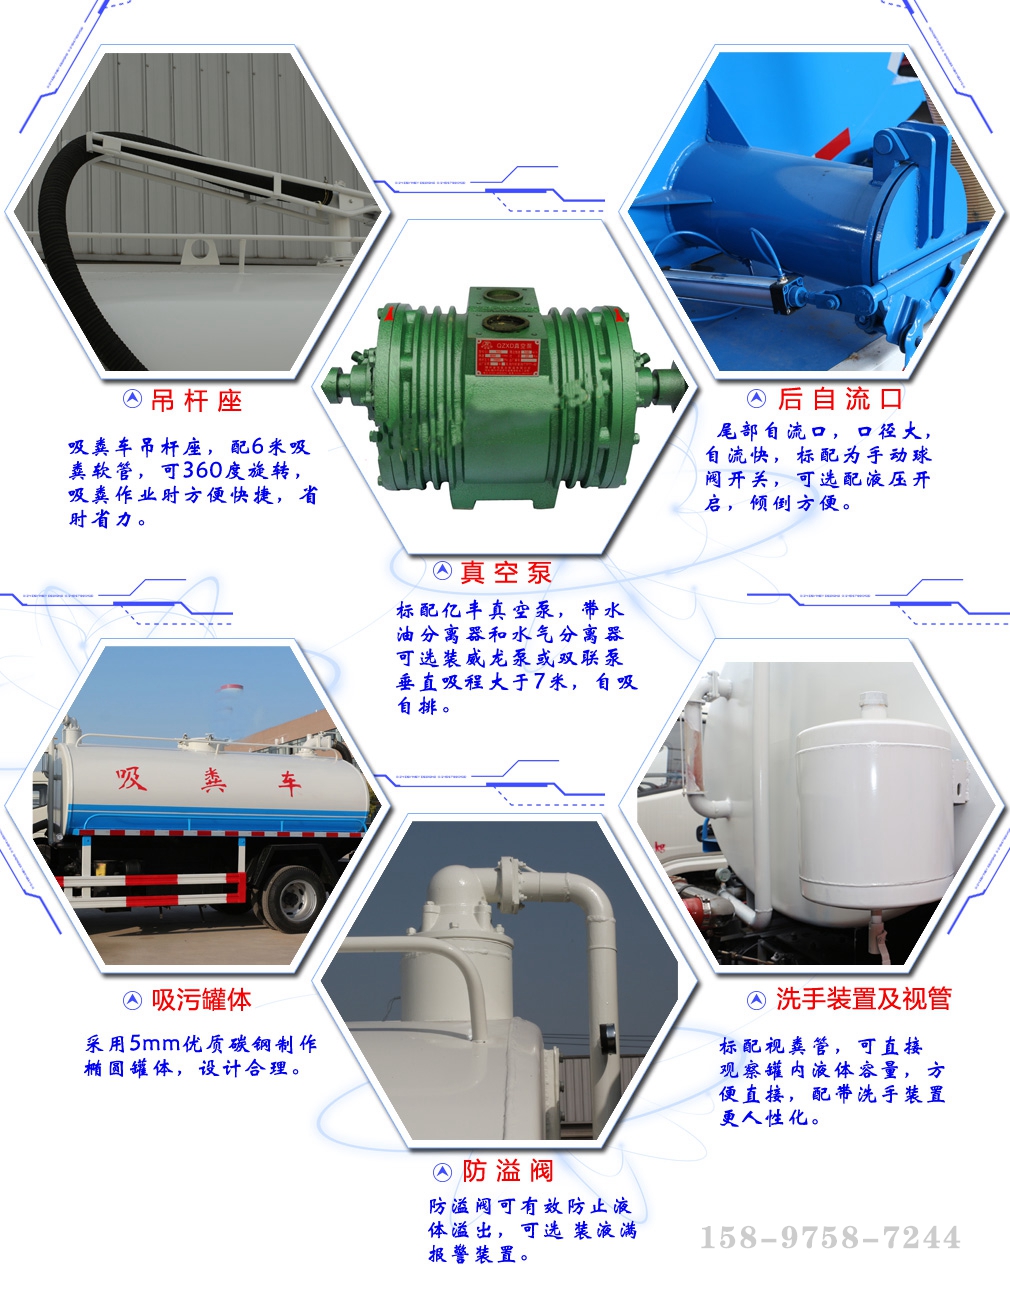 吊杆座
吸粪车吊杆座，配6米吸
粪软管，可360度旋转，
吸粪作业时方便快捷，省
时省力。
后自流口
尾部自流口，口径大，
自流快，标配为手动球
阀开关，可选配液压开
启，倾倒方便。
QZXD真空泵
真空泵
标配亿丰真空泵，带水
油分离器和水气分离器
可选装威龙泵或双联泵
垂直吸程大于7米，自吸
自排。
吸粪车
吸污罐体
采用5mm优质碳钢制作
椭圆罐体，设计合理。
洗手装置及视管
标配视粪管，可直接
观察罐内液体容量，方
便直接，配带洗手装置
更人性化。
防溢阀
防溢阀可有效防止液
体溢出，可选 装液满
报警装置。
158-9758-7244